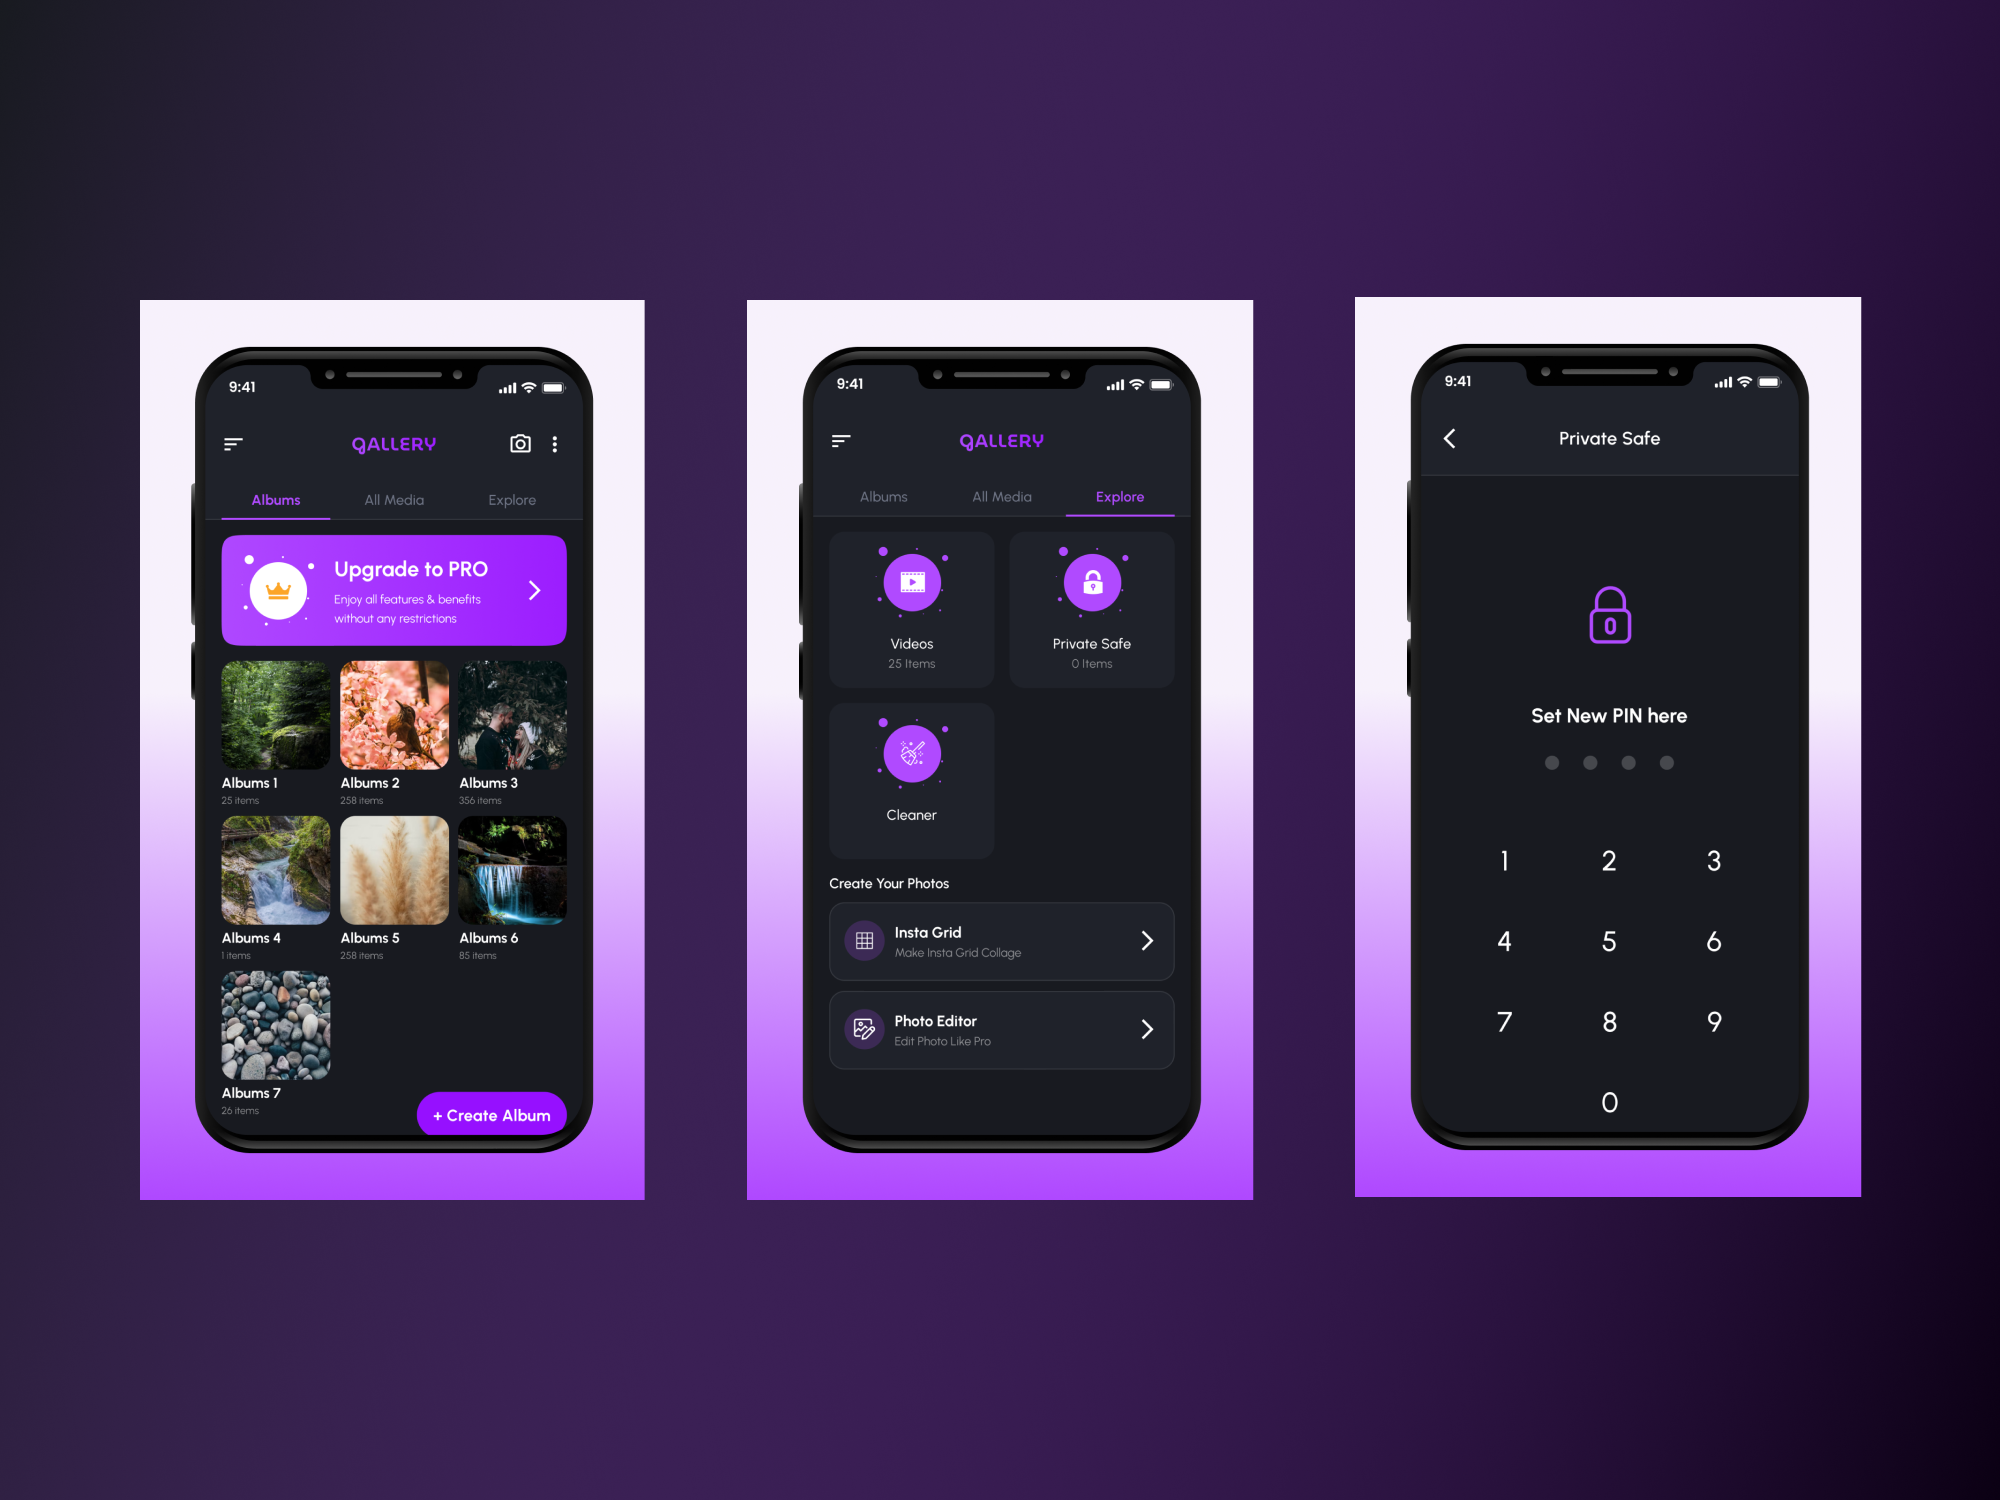 9:41
gALLERY
Albums
All Media
Explore
Upgrade to PRO
Enjoy all features & benefits
without any restrictions
Albums 1
25 items
Albums 2
258 items
Albums 3
356 items
Albums 4
1 items
Albums 5
258 items
Albums 6
85 items
Albums 7
26 items
+ Create Album
9:41
gALLERY
Albums
All Media
Explore
Videos
25 Items
Private Safe
0 Items
Cleaner
Create Your Photos
Insta Grid
Make Insta Grid Collage
Photo Editor
Edit Photo Like Pro
9:41
Private Safe
Set New PIN here
1 2 3
4 5 6
7 8 9
0